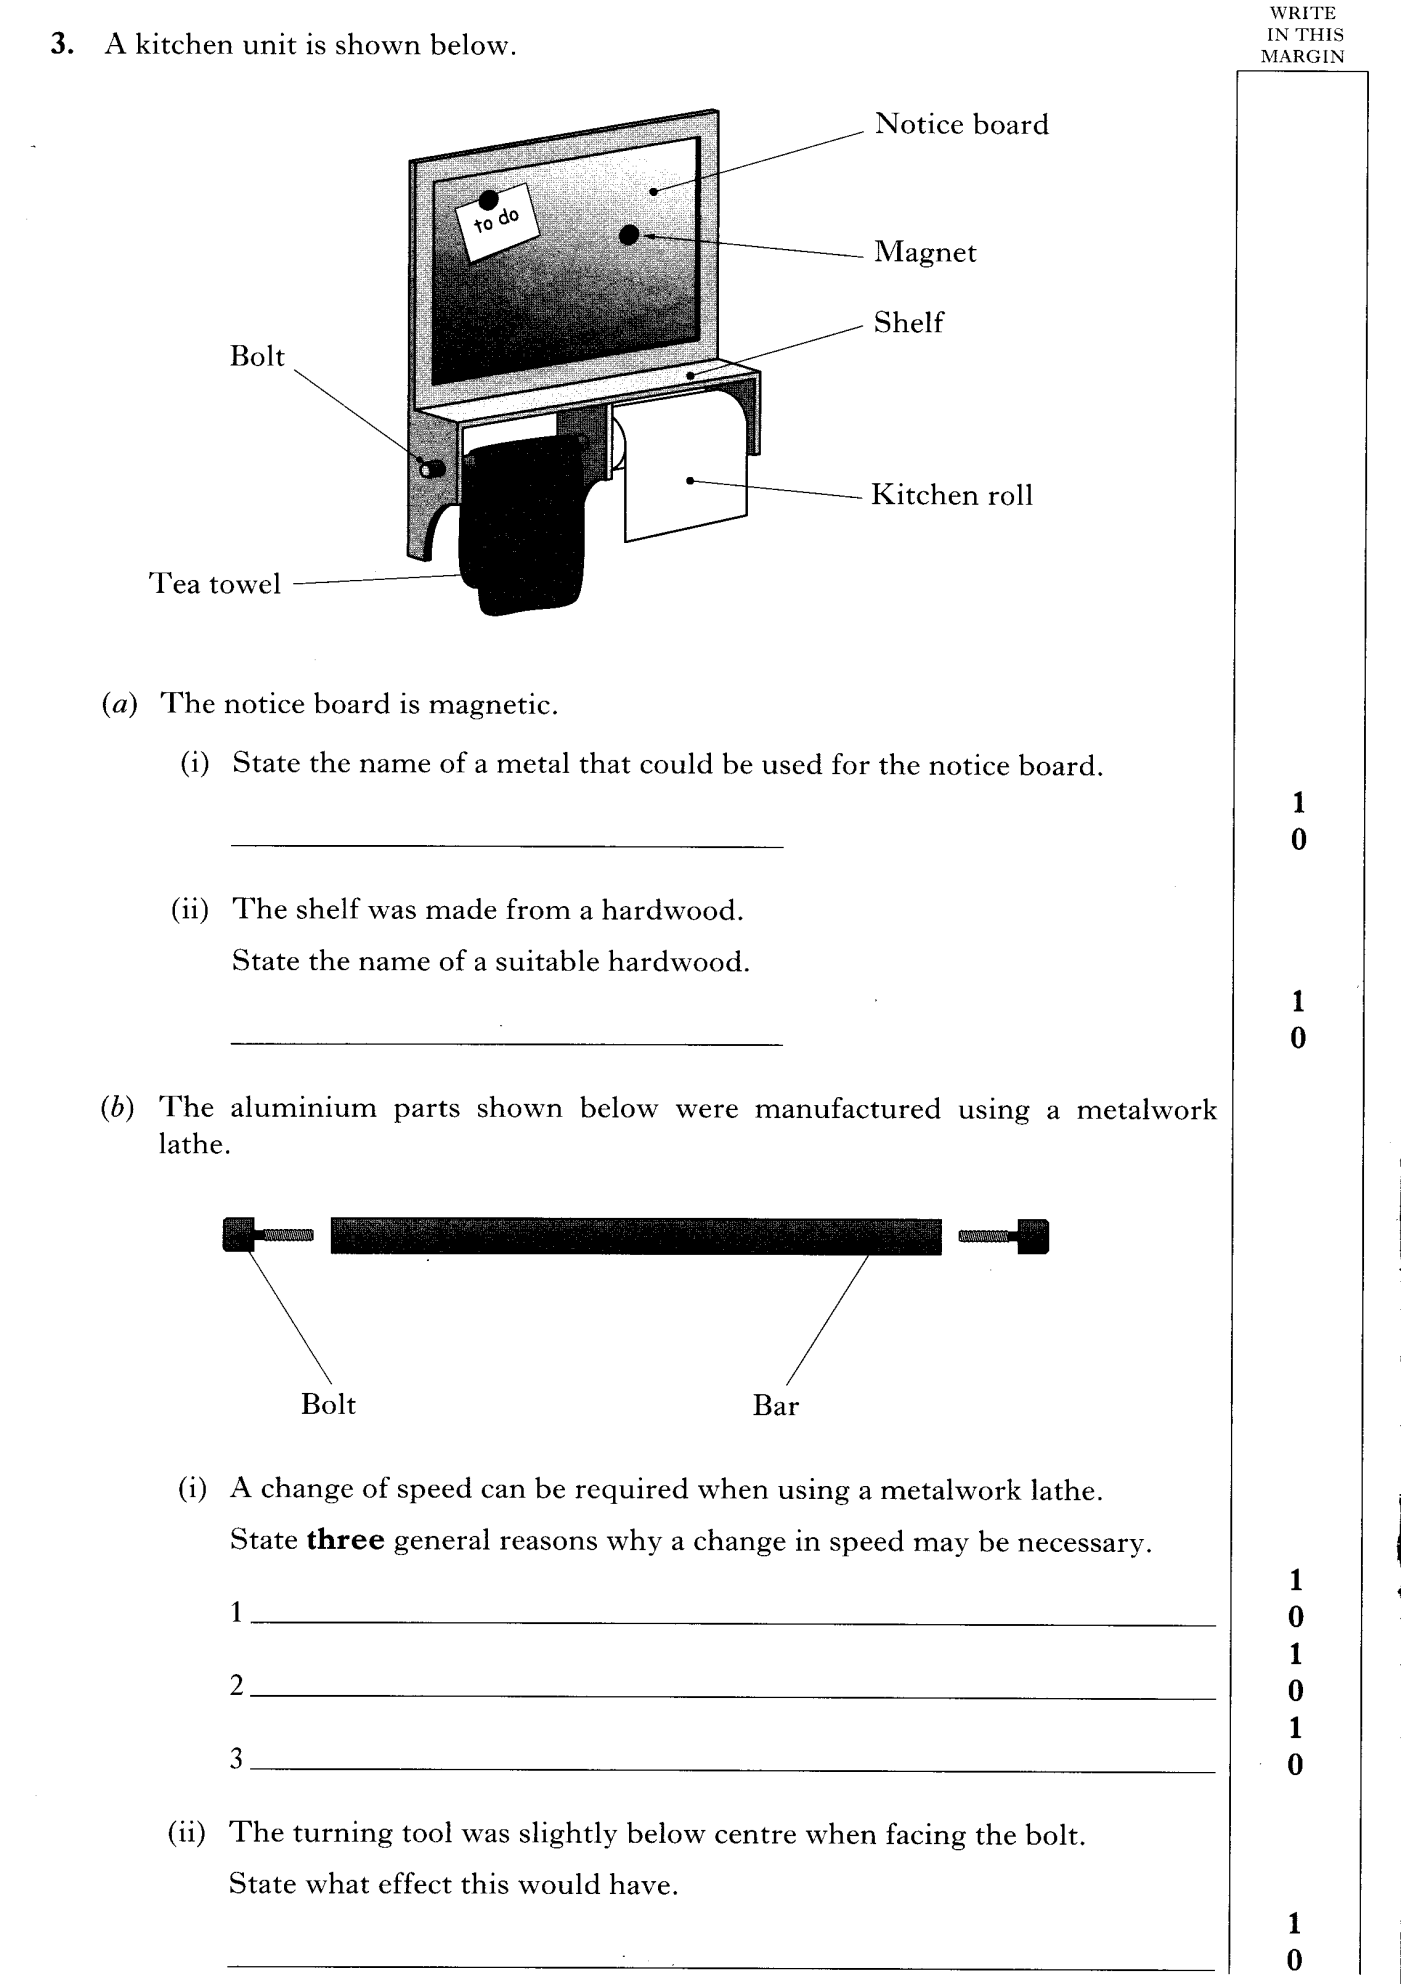 WRITE
IN THIS
MARGIN
3. A kitchen unit is shown below.
Notice board
to do
Magnet
Shelf
Bolt
Kitchen roll
Tea towel
(a) The notice board is magnetic.
(i) State the name of a metal that could be used for the notice board.
1
0
(ii) The shelf was made from a hardwood.
State the name of a suitable hardwood.
1
0
(b) The aluminium parts shown below were manufactured using a metalwork
lathe.
Bolt
Bar
(i) A change of speed can be required when using a metalwork lathe.
State three general reasons why a change in speed may be necessary.
1
0
1
1
0
2
1
0
3
(ii) The turning tool was slightly below centre when facing the bolt.
State what effect this would have.
1
0